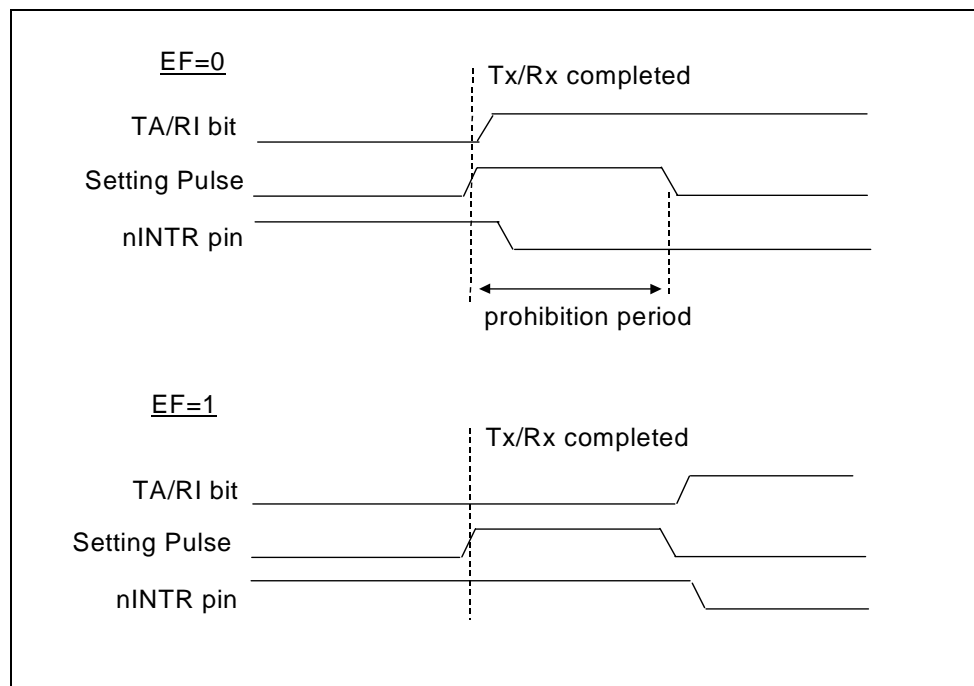 EF=0
Tx/Rx completed
TA/RI bit
Setting Pulse
nINTR pin
prohibition period
EF=1
Tx/Rx completed
TA/RI bit
Setting Pulse
nINTR pin